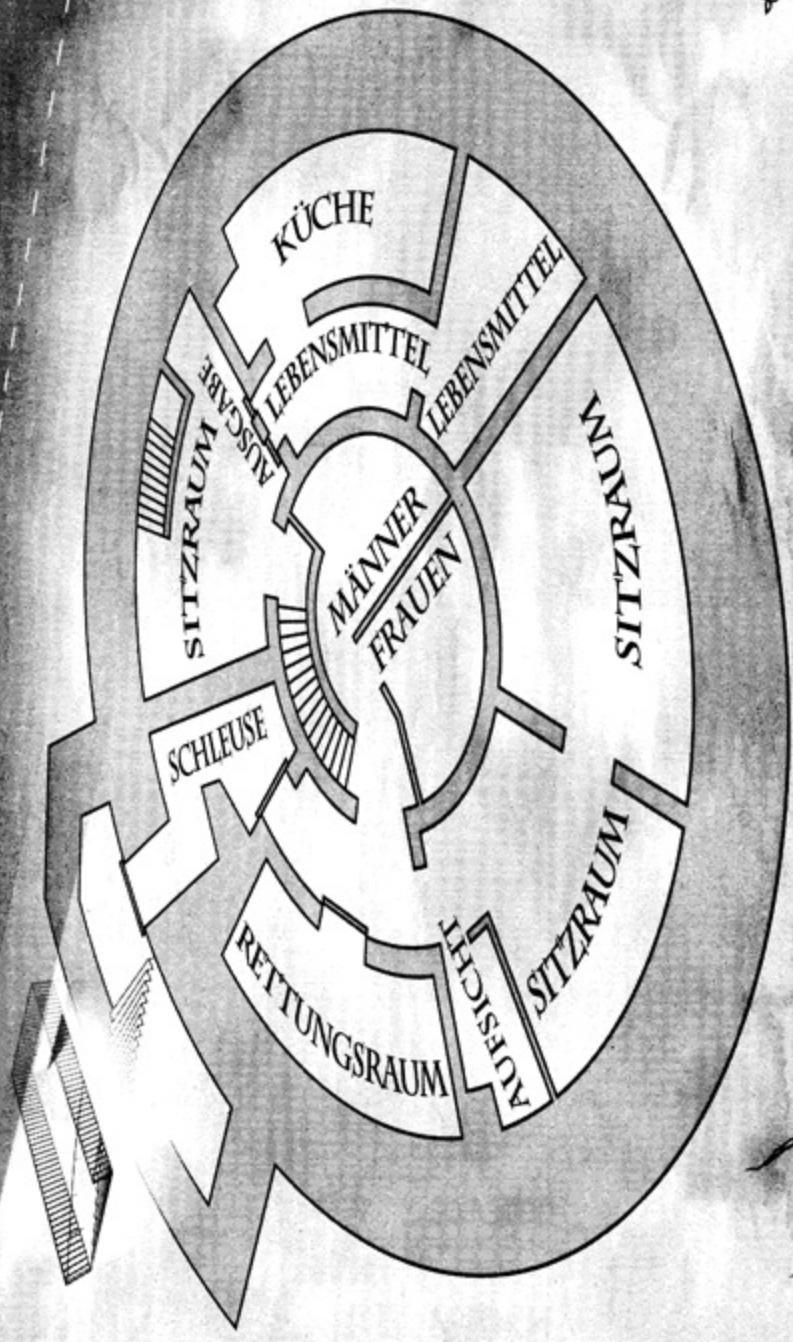 KÜCHE
LEBENSMITTEL
LEBENSMITTEL
AUSGABE
SITZRAUM
SITZRAUM
MÄNNER
FRAUEN
SCHLEUSE
SITZRAUM
AUFSICHT
RETTUNGSRAUM